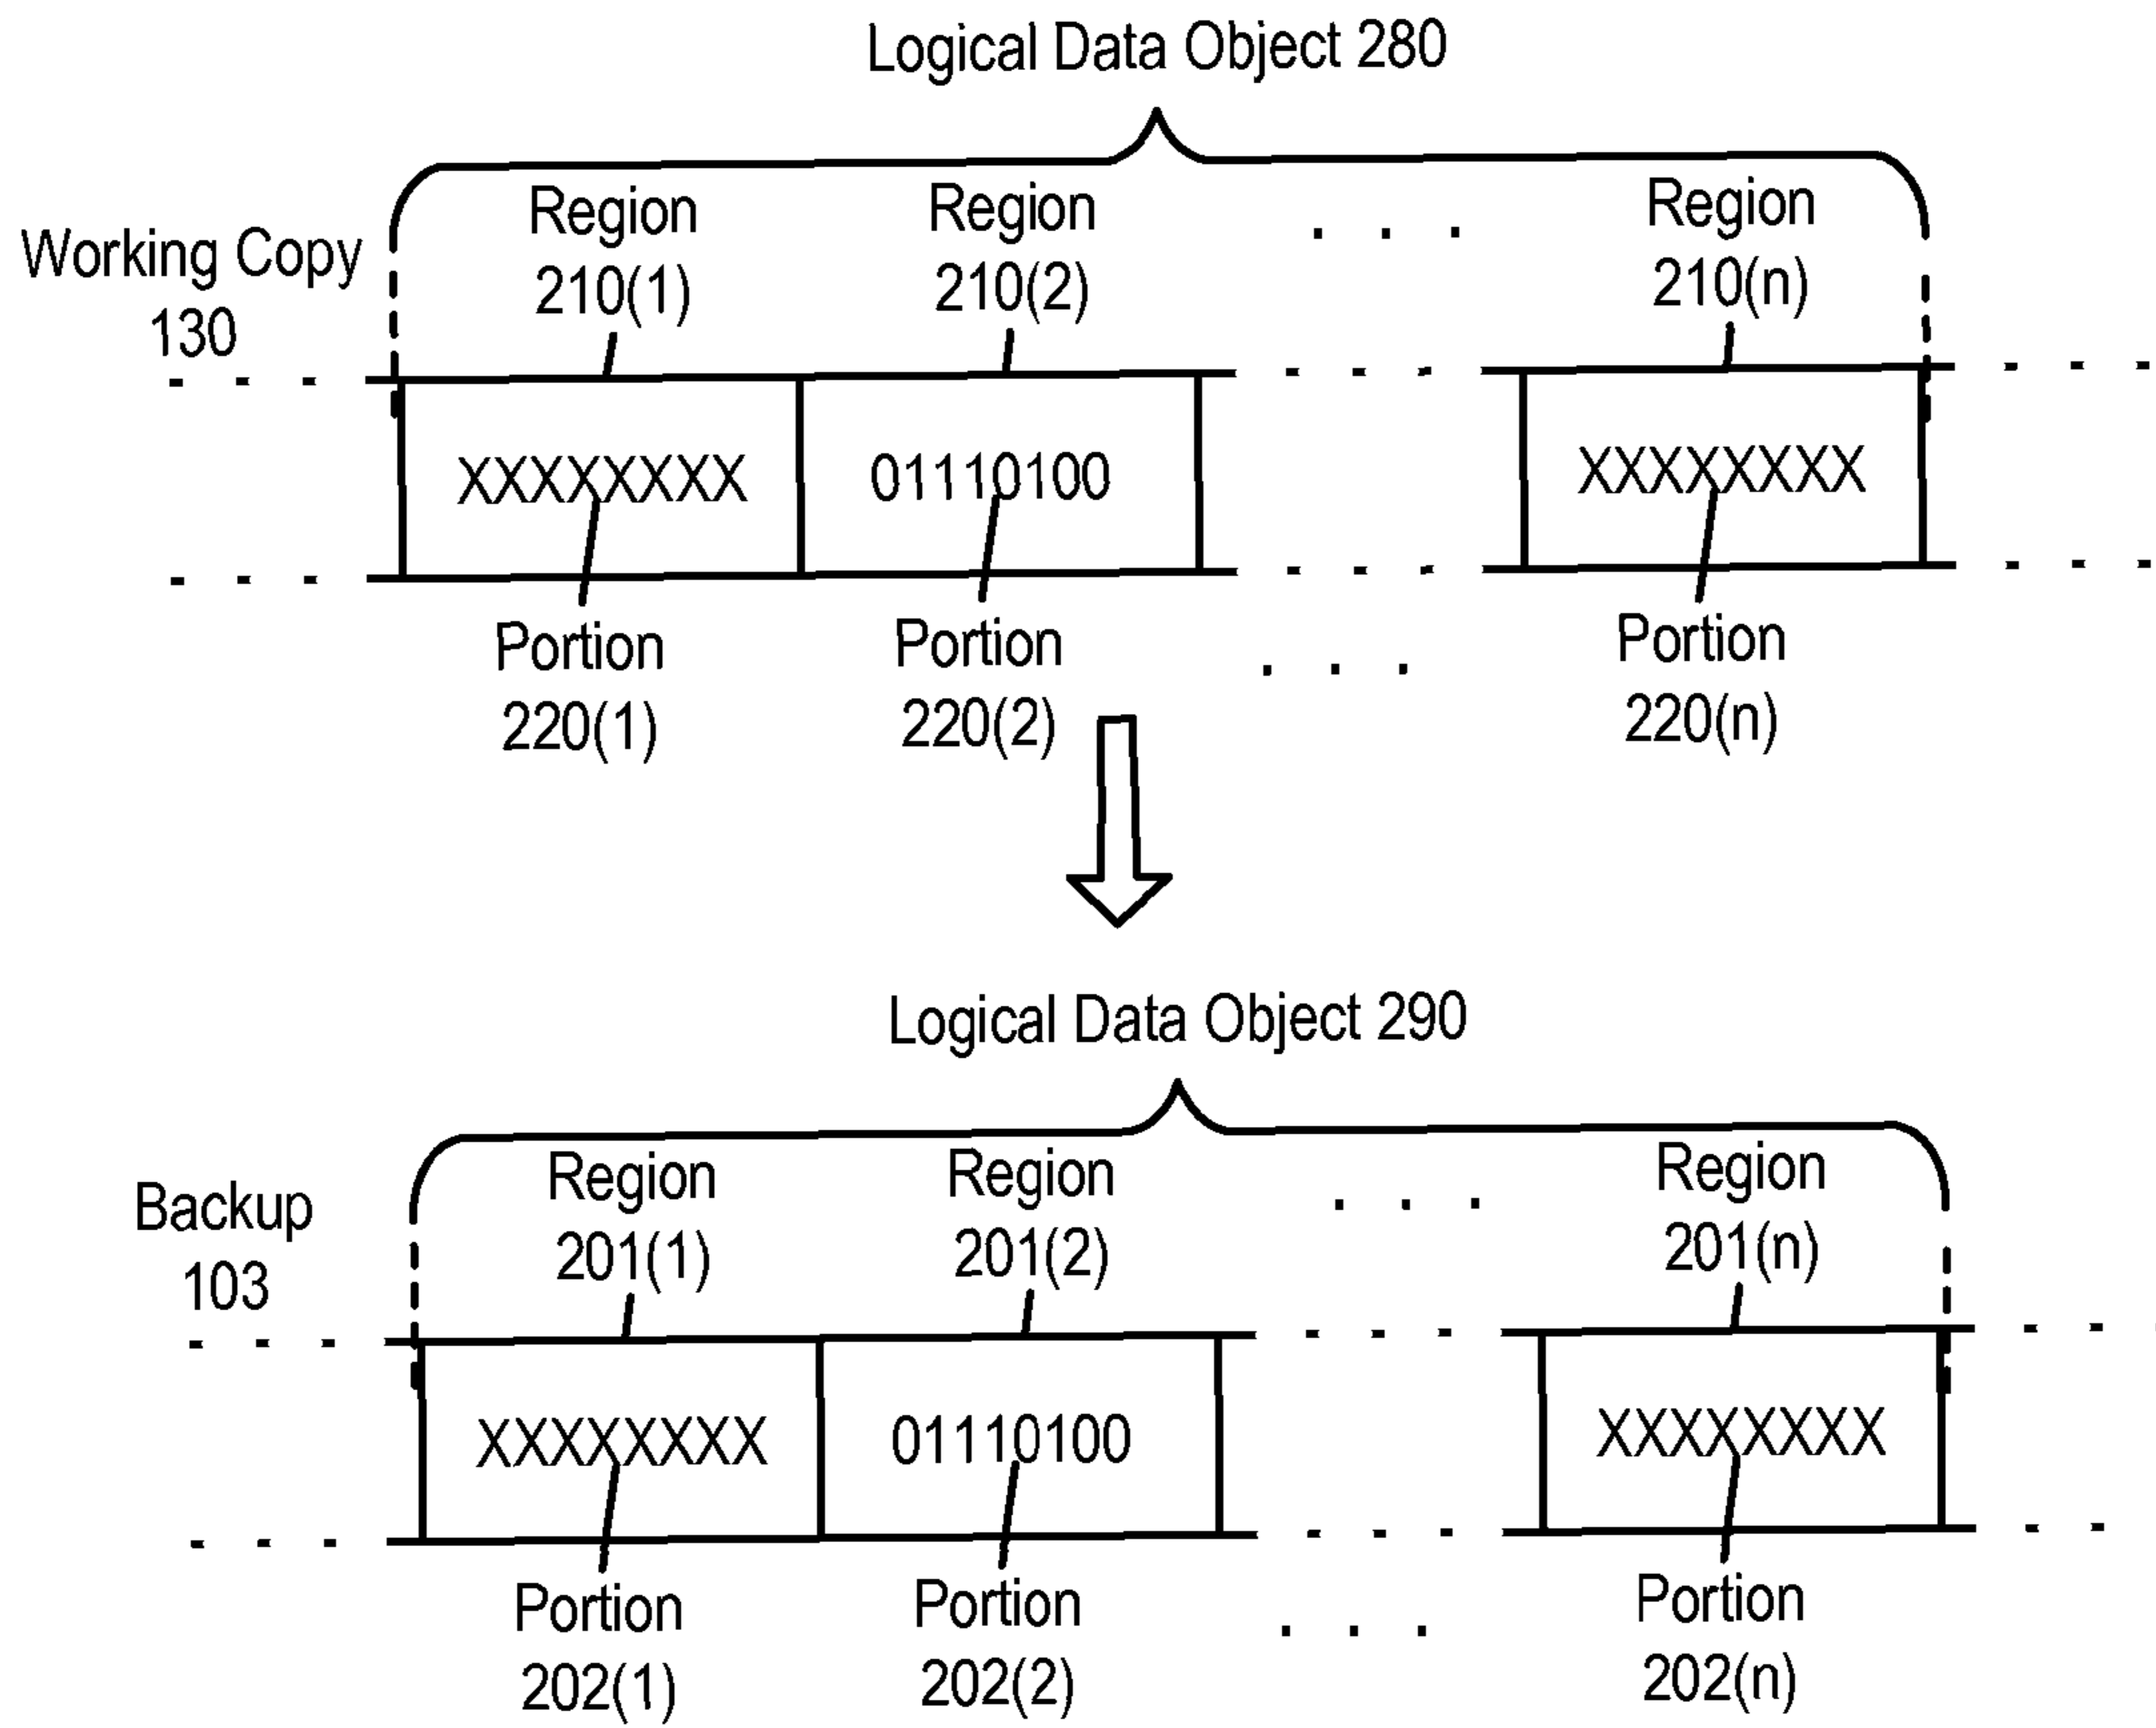 Logical Data Object 280
Region Region . . . Region
210(1) 210(2) 210(n)
Working Copy
130
XXXXXXXX 01110100 XXXXXXXX
Portion Portion . . . Portion
220(1) 220(2) 220(n)
Logical Data Object 290
Region Region . . . Region
201(1) 201(2) 201(n)
Backup
103
XXXXXXXX 01110100 XXXXXXXX
Portion Portion . . . Portion
202(1) 202(2) 202(n)